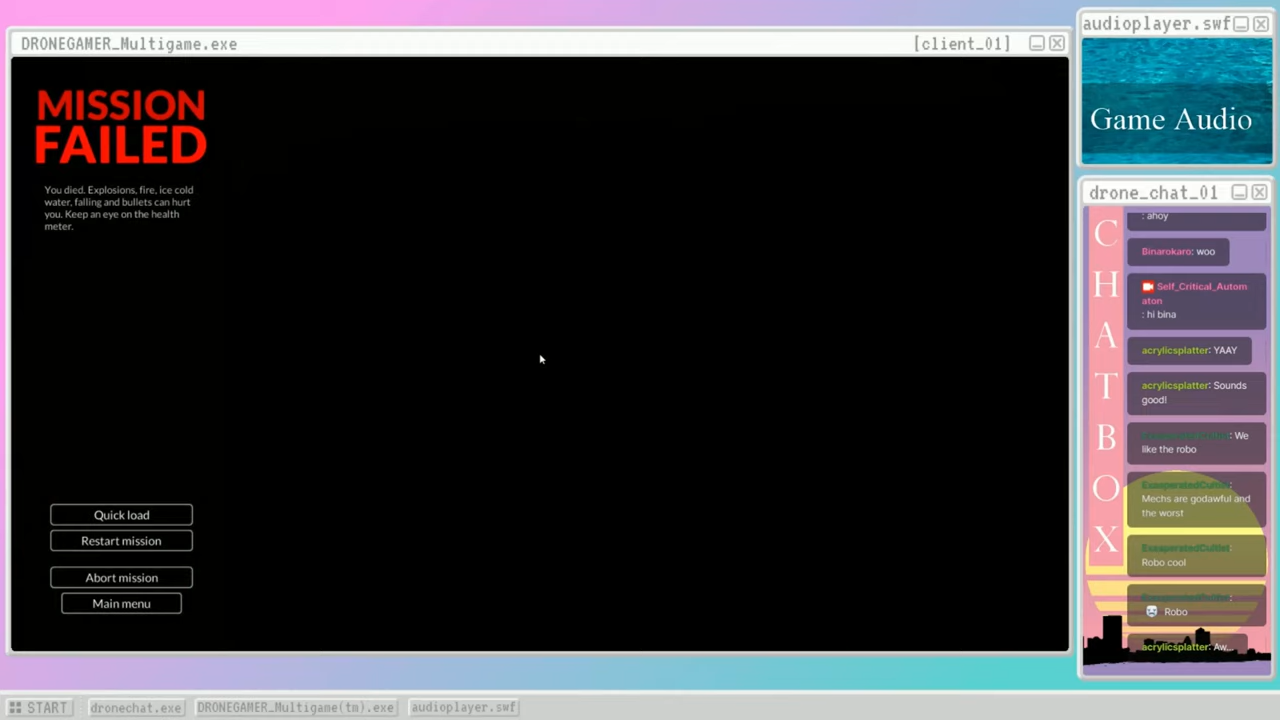 DRONEGAMER_Multigame.exe
[client_01]
MISSION
FAILED
You died. Explosions, fire, ice cold
water, falling and bullets can hurt
you. Keep an eye on the health
meter.
Quick load
Restart mission
Abort mission
Main menu
audioplayer.swf
Game Audio
drone_chat_01
CHATBOX
: ahoy
Binarokaro: woo
Self_Critical_Autom
aton
: hi bina
acrylicsplatter: YAAY
acrylicsplatter: Sounds
good!
: We
like the robo
ExasperatedCultist:
Mechs are godawful and
the worst
ExasperatedCultist:
Robo cool
ExasperatedCultist:
Robo
acrylicsplatter: Aw...
START
dronechat.exe
DRONEGAMER_Multigame(tm).exe
audioplayer.swf